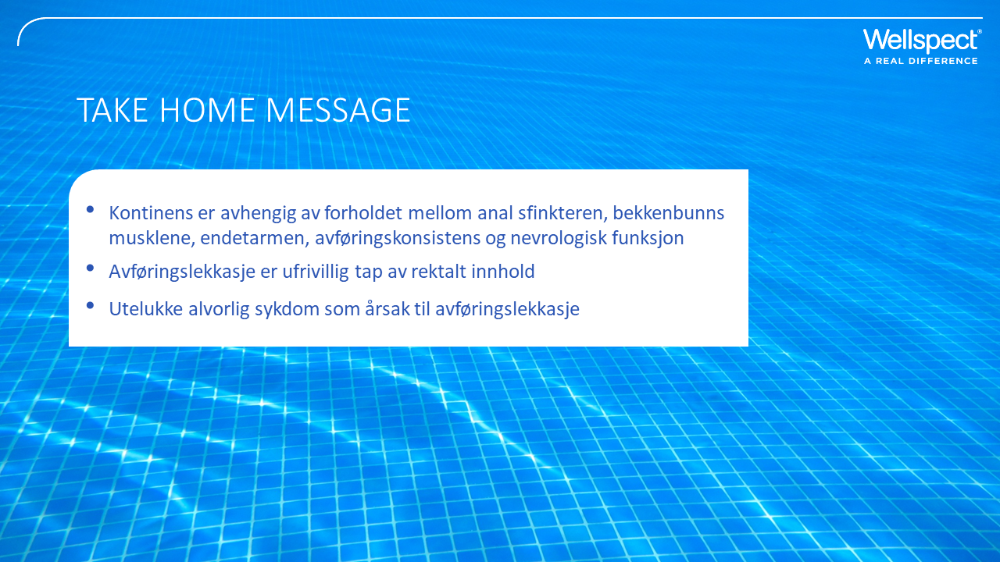 Wellspect®
A REAL DIFFERENCE
TAKE HOME MESSAGE
• Kontinens er avhengig av forholdet mellom anal sfinkteren, bekkenbunns
musklene, endetarmen, avføringskonsistens og nevrologisk funksjon
• Avføringslekkasje er ufrivillig tap av rektalt innhold
• Utelukke alvorlig sykdom som årsak til avføringslekkasje